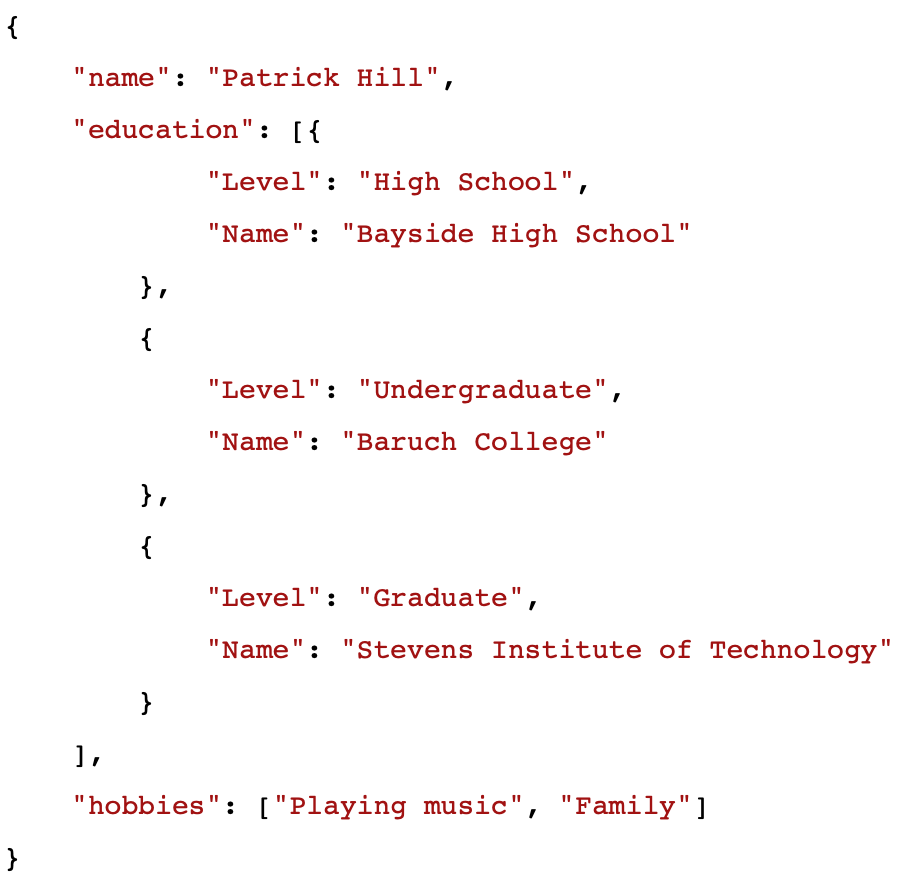 {
"name": "Patrick Hill",
"education": [{
"Level": "High School",
"Name": "Bayside High School"
},
{
"Level": "Undergraduate",
"Name": "Baruch College"
},
{
"Level": "Graduate",
"Name": "Stevens Institute of Technology"
}
],
"hobbies": ["Playing music", "Family"]
}